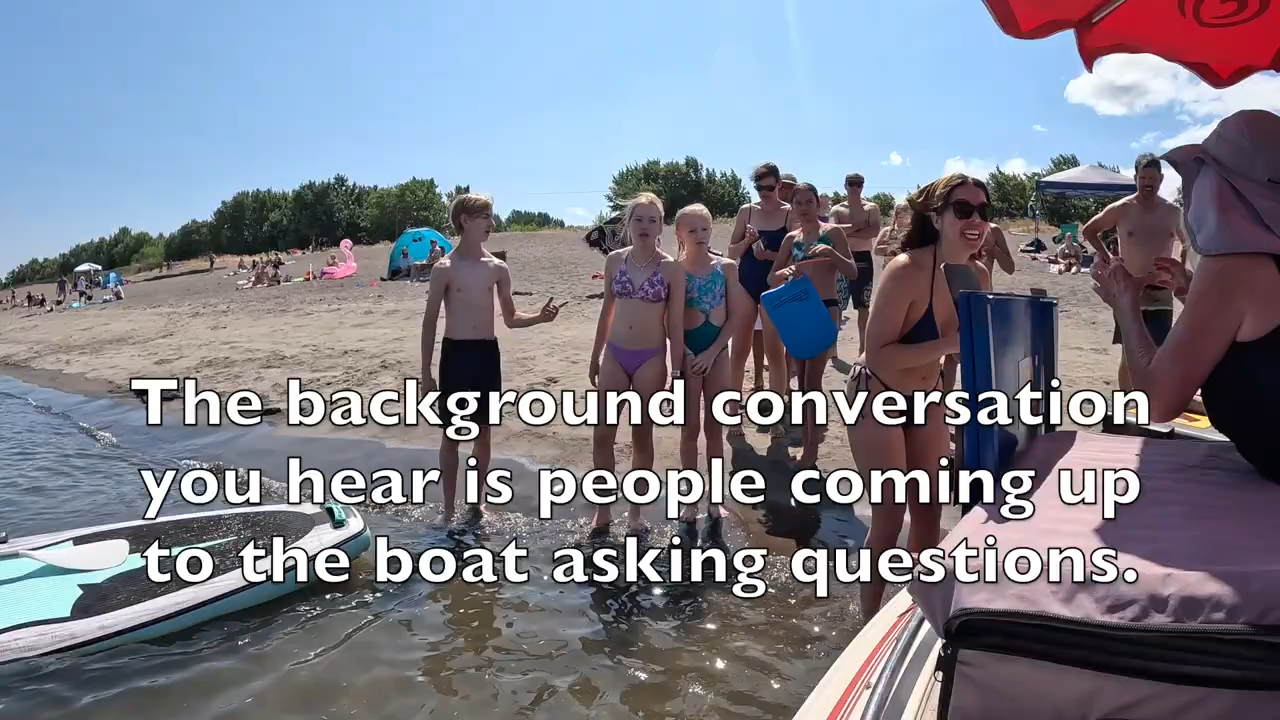 The background conversation
you hear is people coming up
to the boat asking questions.